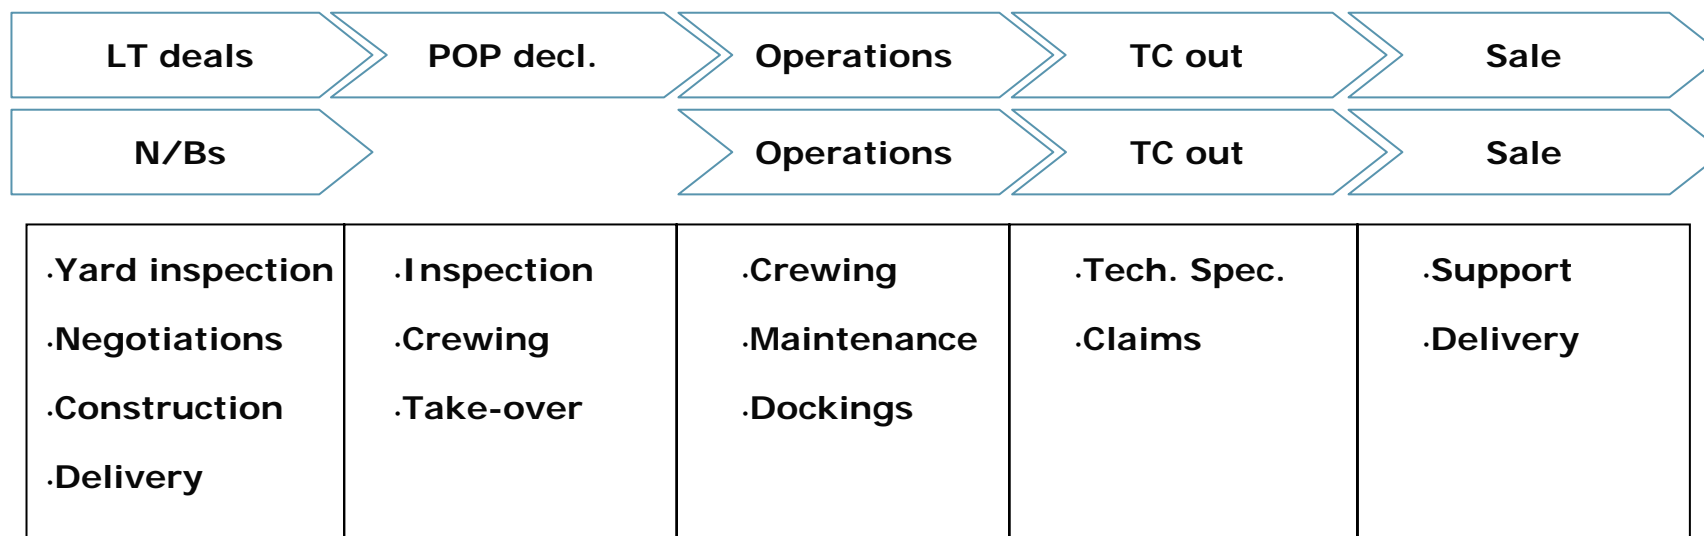 LT deals POP decl. Operations TC out Sale
N/Bs Operations TC out Sale
·Yard inspection ·Inspection ·Crewing ·Tech. Spec. ·Support
·Negotiations ·Crewing ·Maintenance ·Claims ·Delivery
·Construction ·Take-over ·Dockings
·Delivery